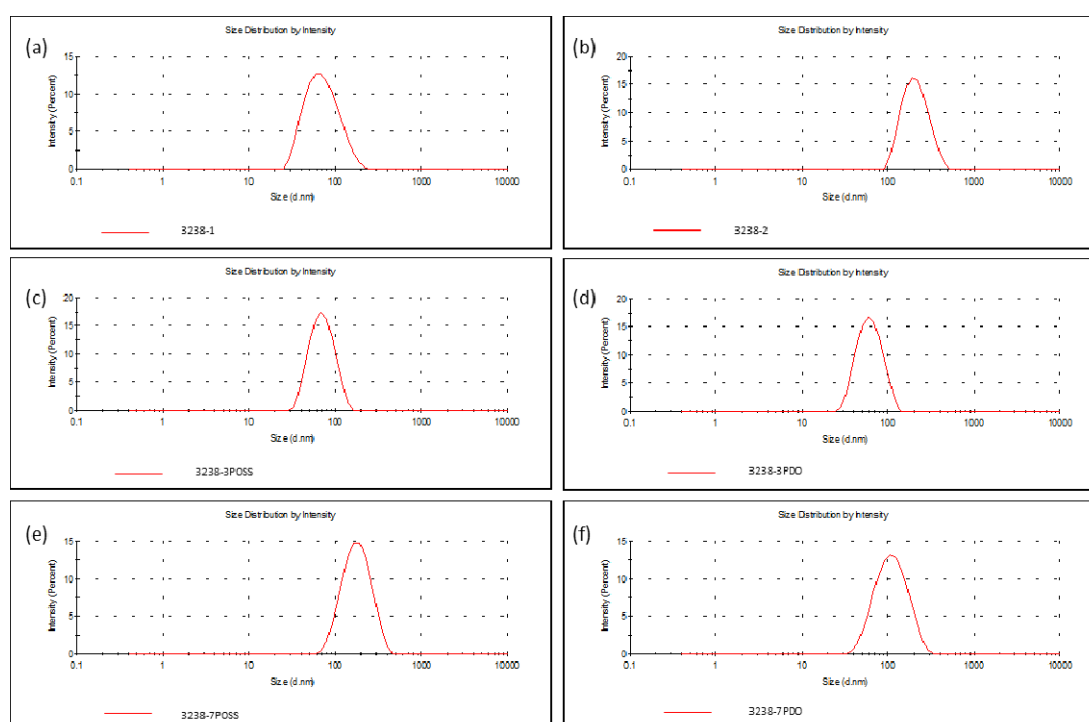 (a)
Size Distribution by Intensity
Intensity (Percent)
15
10
5
0
0.1 1 10 100 1000 10000
Size (d.nm)
3238-1
(b)
Size Distribution by Intensity
Intensity (Percent)
20
15
10
5
0
0.1 1 10 100 1000 10000
Size (d.nm)
3238-2
(c)
Size Distribution by Intensity
Intensity (Percent)
20
15
10
5
0
0.1 1 10 100 1000 10000
Size (d.nm)
3238-3POSS
(d)
Size Distribution by Intensity
Intensity (Percent)
20
15
10
5
0
0.1 1 10 100 1000 10000
Size (d.nm)
3238-3PDO
(e)
Size Distribution by Intensity
Intensity (Percent)
15
10
5
0
0.1 1 10 100 1000 10000
Size (d.nm)
3238-7POSS
(f)
Size Distribution by Intensity
Intensity (Percent)
15
10
5
0
0.1 1 10 100 1000 10000
Size (d.nm)
3238-7PDO